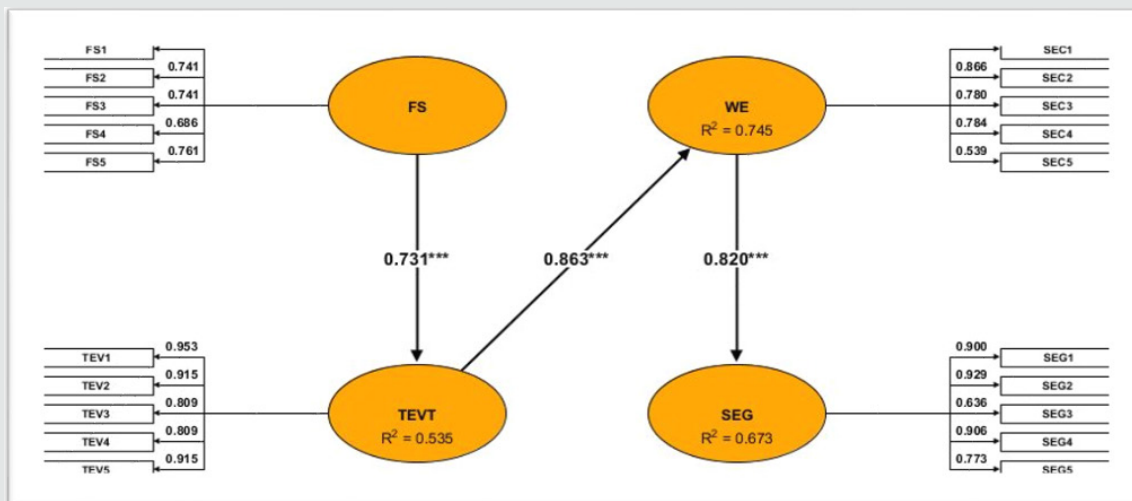 FS1
0.741
FS2
0.741
FS3
0.686
FS4
0.761
FS5
FS
WE
R² = 0.745
SEC1
0.866
SEC2
0.780
SEC3
0.784
SEC4
0.539
SEC5
0.731***
0.863***
0.820***
0.953
TEV1
0.915
TEV2
0.809
TEV3
0.809
TEV4
0.915
TEV5
TEVT
R² = 0.535
SEG
R² = 0.673
0.900
SEG1
0.929
SEG2
0.636
SEG3
0.906
SEG4
0.773
SEG5